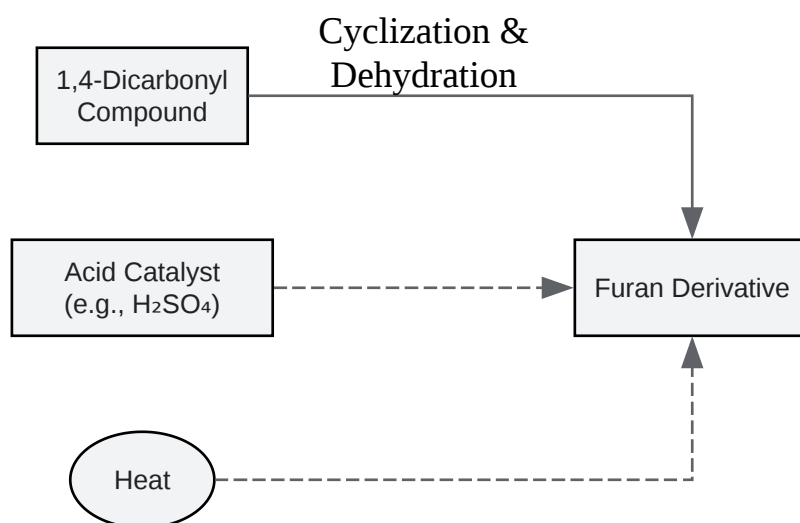 Cyclization &
Dehydration
1,4-Dicarbonyl
Compound
Acid Catalyst
(e.g., H₂SO₄)
Furan Derivative
Heat